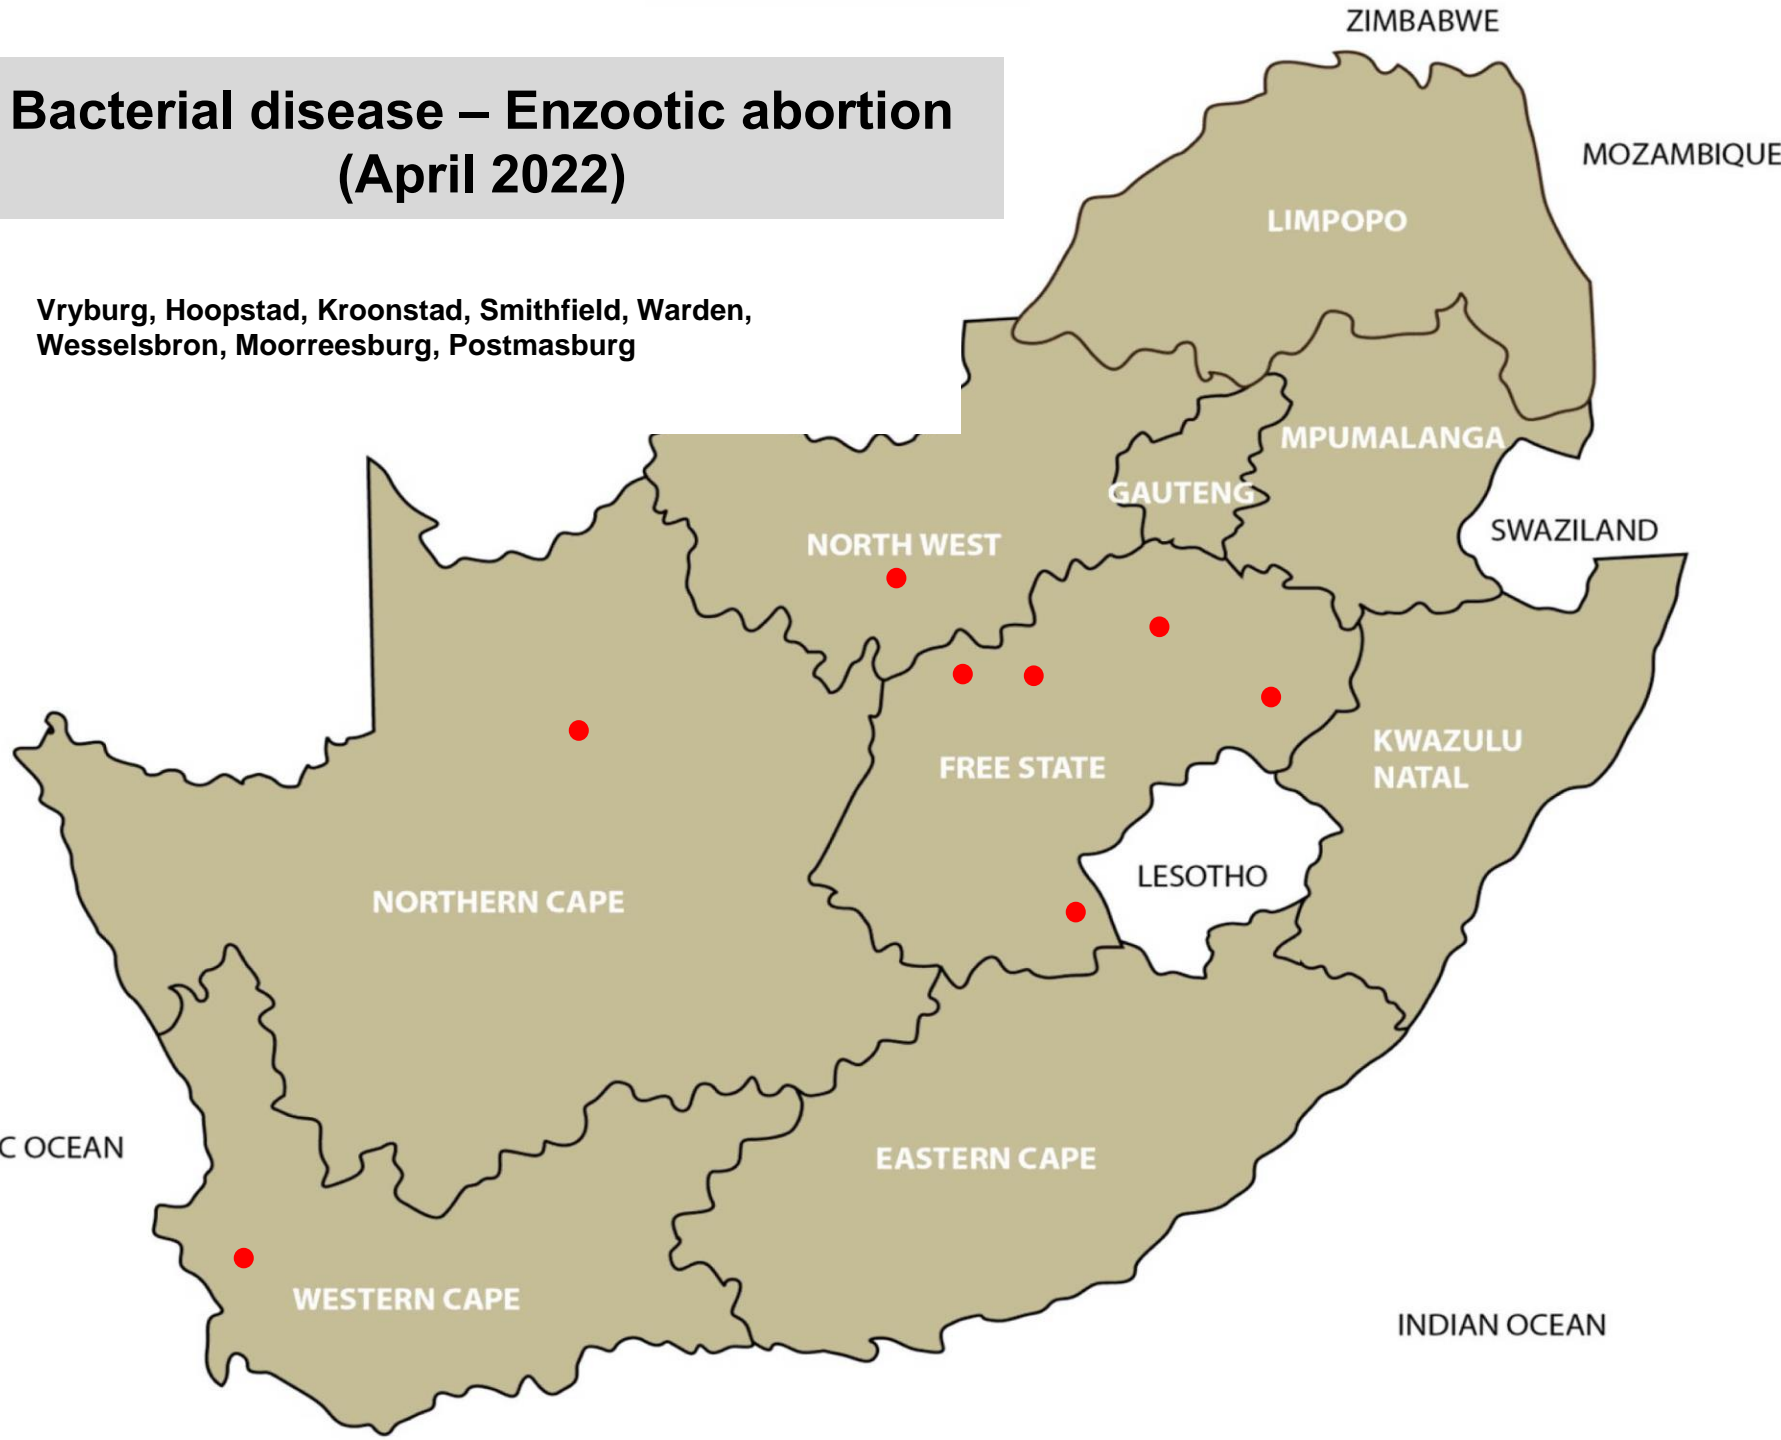 ZIMBABWE
Bacterial disease – Enzootic abortion
(April 2022)
MOZAMBIQUE
LIMPOPO
Vryburg, Hoopstad, Kroonstad, Smithfield, Warden,
Wesselsbron, Moorreesburg, Postmasburg
MPUMALANGA
GAUTENG
SWAZILAND
NORTH WEST
KWAZULU
NATAL
FREE STATE
LESOTHO
NORTHERN CAPE
C OCEAN
EASTERN CAPE
WESTERN CAPE
INDIAN OCEAN